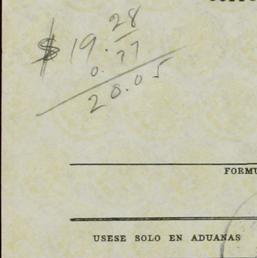 $19.28
0.77
20.05
FORMU
USESE SOLO EN ADUANAS